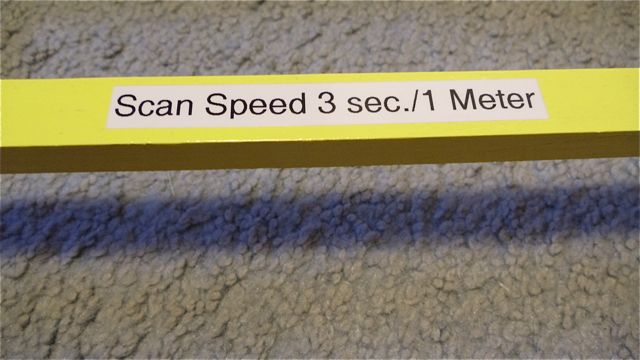 Scan Speed 3 sec./1 Meter